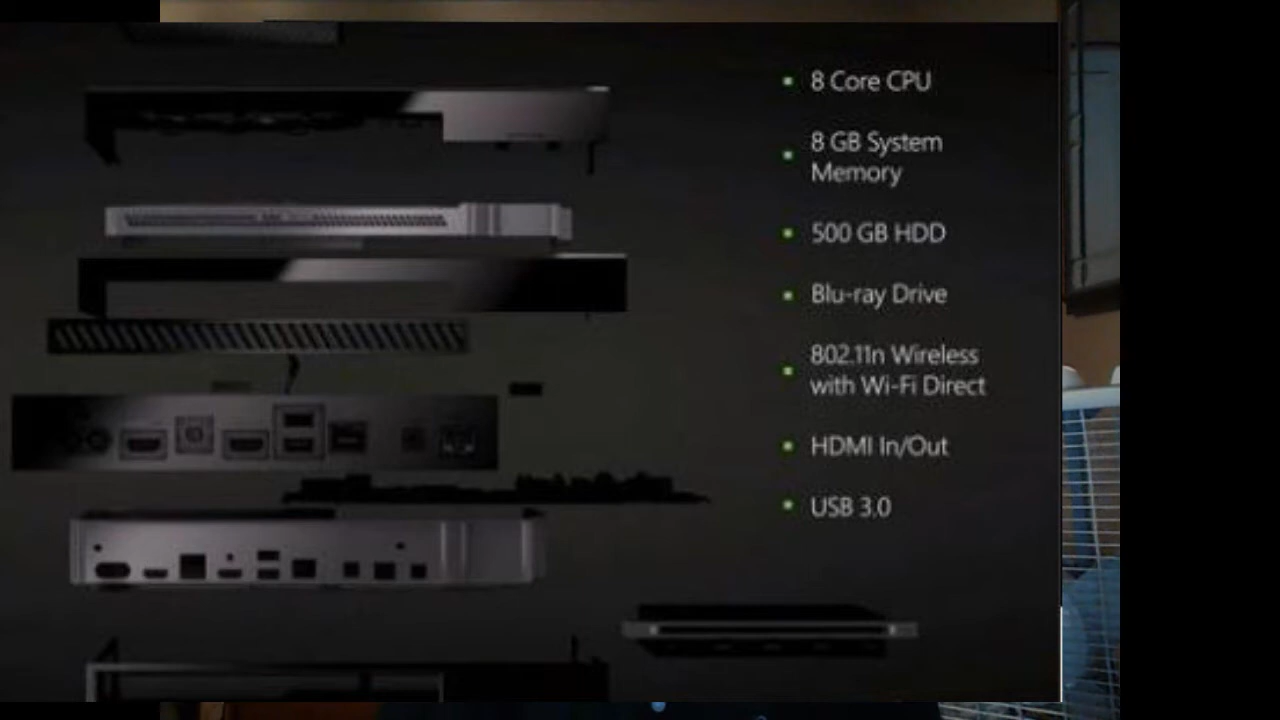 8 Core CPU
8 GB System
Memory
500 GB HDD
Blu-ray Drive
802.11n Wireless
with Wi-Fi Direct
HDMI In/Out
USB 3.0